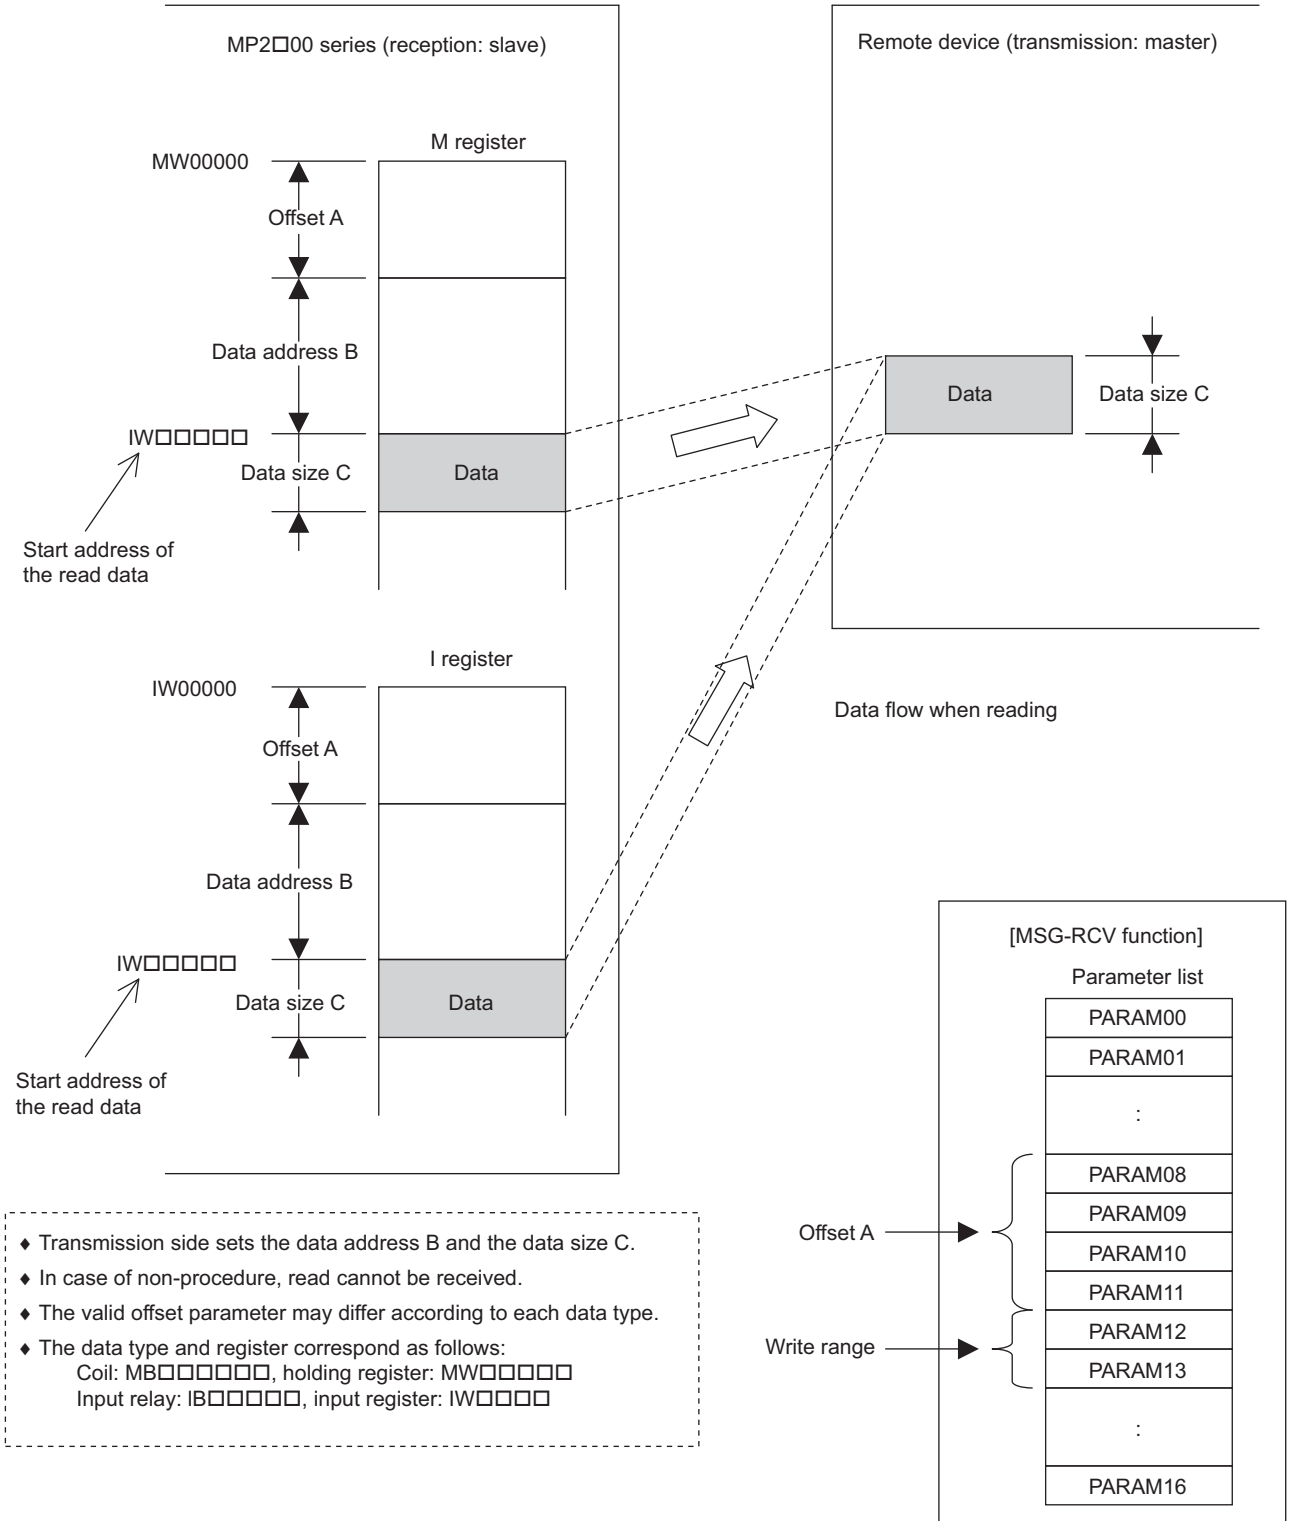 MP2□00 series (reception: slave)
Remote device (transmission: master)
M register
MW00000
Offset A
Data address B
IW□□□□□
Data size C
Data
Start address of
the read data
Data
Data size C
I register
IW00000
Offset A
Data address B
IW□□□□□
Data size C
Data
Start address of
the read data
Data flow when reading
[MSG-RCV function]
Parameter list
PARAM00
PARAM01
:
PARAM08
PARAM09
PARAM10
PARAM11
PARAM12
PARAM13
:
PARAM16
Offset A
Write range
♦ Transmission side sets the data address B and the data size C.
♦ In case of non-procedure, read cannot be received.
♦ The valid offset parameter may differ according to each data type.
♦ The data type and register correspond as follows:
Coil: MB□□□□□□, holding register: MW□□□□□
Input relay: IB□□□□□, input register: IW□□□□